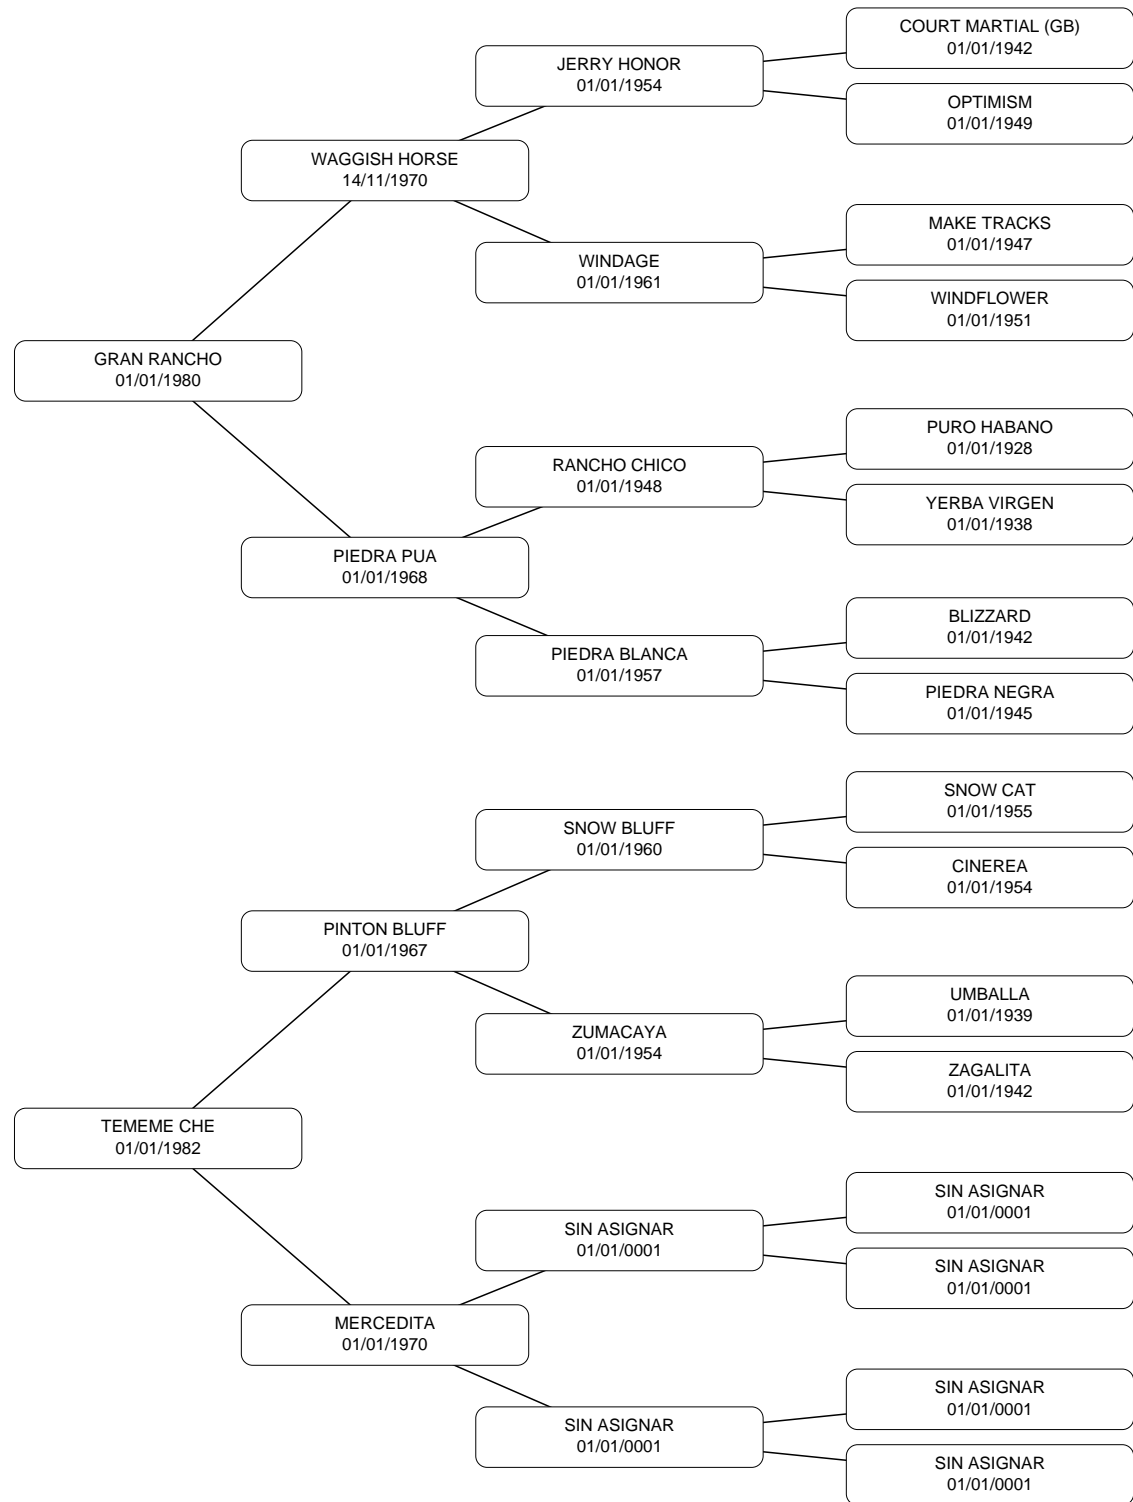 COURT MARTIAL (GB)
01/01/1942
JERRY HONOR
01/01/1954
OPTIMISM
01/01/1949
WAGGISH HORSE
14/11/1970
MAKE TRACKS
01/01/1947
WINDAGE
01/01/1961
WINDFLOWER
01/01/1951
GRAN RANCHO
01/01/1980
PURO HABANO
01/01/1928
RANCHO CHICO
01/01/1948
YERBA VIRGEN
01/01/1938
PIEDRA PUA
01/01/1968
BLIZZARD
01/01/1942
PIEDRA BLANCA
01/01/1957
PIEDRA NEGRA
01/01/1945
SNOW CAT
01/01/1955
SNOW BLUFF
01/01/1960
CINEREA
01/01/1954
PINTON BLUFF
01/01/1967
UMBALLA
01/01/1939
ZUMACAYA
01/01/1954
ZAGALITA
01/01/1942
TEMEME CHE
01/01/1982
SIN ASIGNAR
01/01/0001
SIN ASIGNAR
01/01/0001
SIN ASIGNAR
01/01/0001
MERCEDITA
01/01/1970
SIN ASIGNAR
01/01/0001
SIN ASIGNAR
01/01/0001
SIN ASIGNAR
01/01/0001